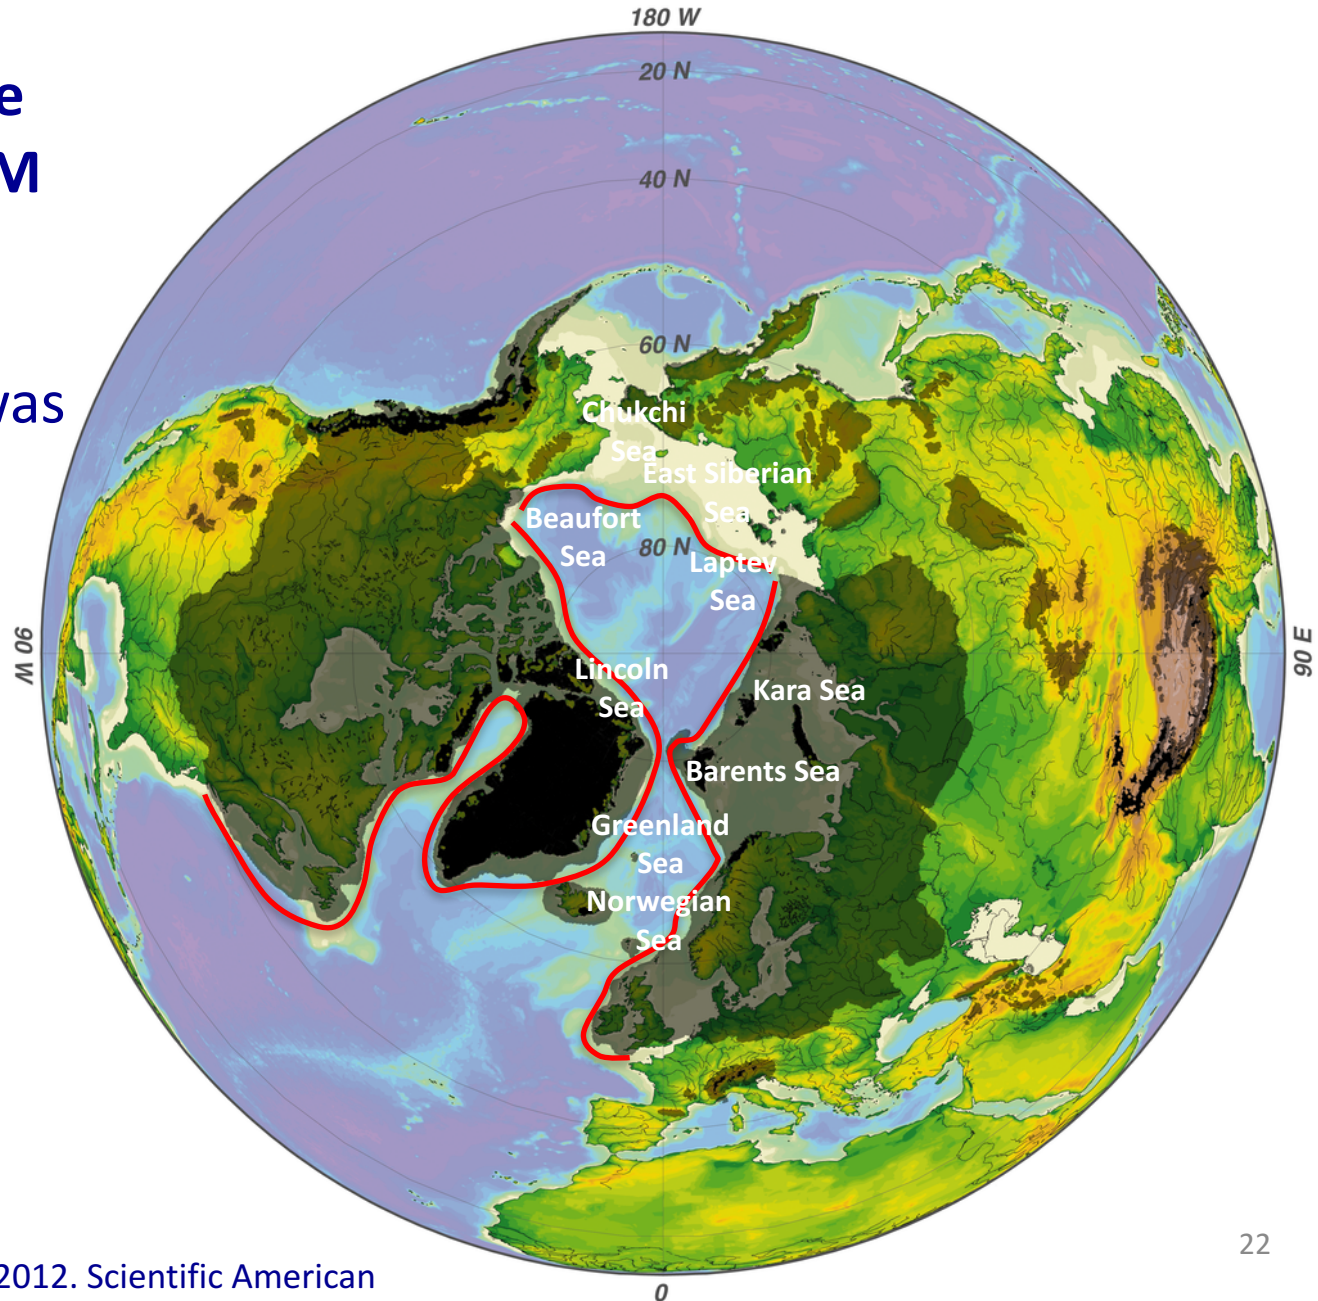 180 W
20 N
e
M
40 N
60 N
was
Chukchi
Sea
East Siberian
Sea
Beaufort
Sea
80 N
Laptev
Sea
90 W
90 E
Lincoln
Sea
Kara Sea
Barents Sea
Greenland
Sea
Norwegian
Sea
22
2012. Scientific American
0